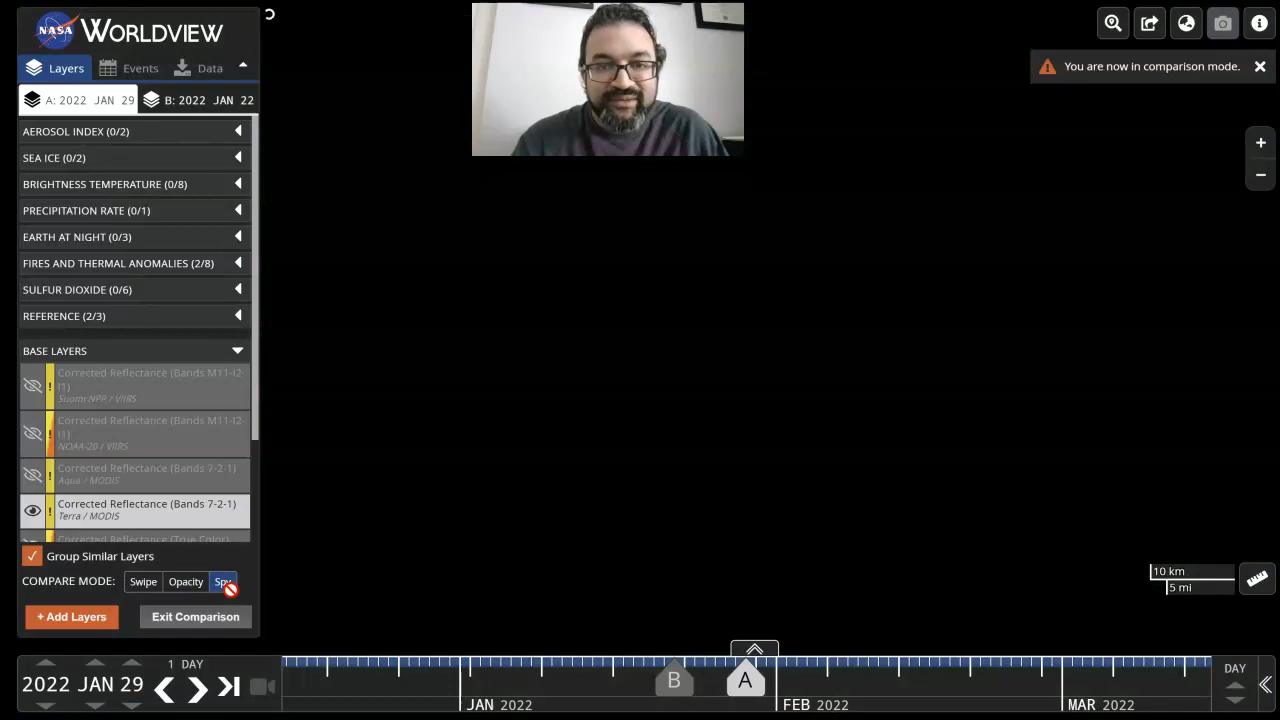 NASA WORLDVIEW
Layers Events Data
You are now in comparison mode.
A: 2022 JAN 29 B: 2022 JAN 22
AEROSOL INDEX (0/2)
SEA ICE (0/2)
BRIGHTNESS TEMPERATURE (0/8)
PRECIPITATION RATE (0/1)
EARTH AT NIGHT (0/3)
FIRES AND THERMAL ANOMALIES (2/8)
SULFUR DIOXIDE (0/6)
REFERENCE (2/3)
BASE LAYERS
Corrected Reflectance (Bands M11-I2-
I1)
Suomi NPP / VIIRS
Corrected Reflectance (Bands M11-I2-
I1)
NOAA-20 / VIIRS
Corrected Reflectance (Bands 7-2-1)
Aqua / MODIS
Corrected Reflectance (Bands 7-2-1)
Terra / MODIS
Corrected Reflectance (True Color)
Group Similar Layers
COMPARE MODE: Swipe Opacity Spy
+ Add Layers Exit Comparison
10 km
5 mi
1 DAY
2022 JAN 29
B A
JAN 2022 FEB 2022 MAR 2022
DAY